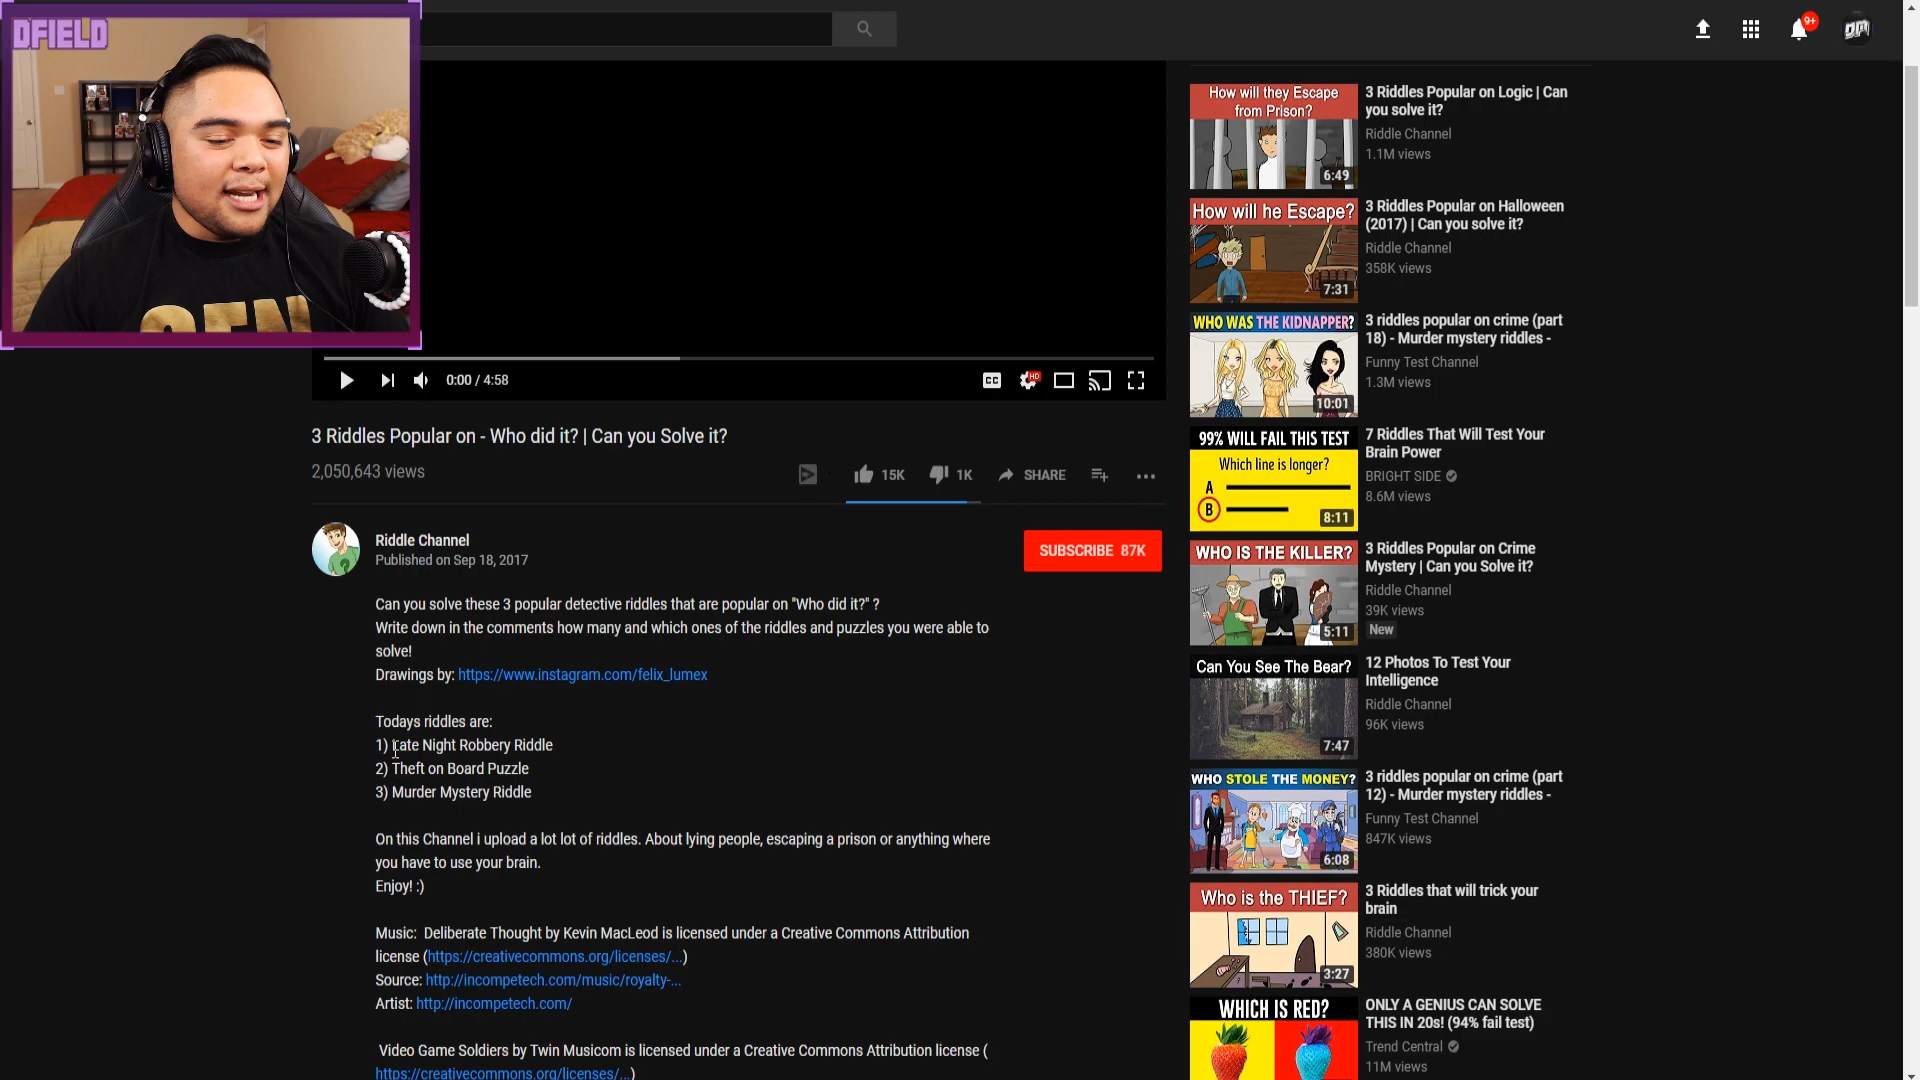 DFIELD
GEN
9+
DM
0:00 / 4:58
CC
HD
3 Riddles Popular on - Who did it? | Can you Solve it?
2,050,643 views
15K
1K
SHARE
Riddle Channel
Published on Sep 18, 2017
SUBSCRIBE 87K
Can you solve these 3 popular detective riddles that are popular on "Who did it?" ?
Write down in the comments how many and which ones of the riddles and puzzles you were able to
solve!
Drawings by: https://www.instagram.com/felix_lumex
Todays riddles are:
1) Late Night Robbery Riddle
2) Theft on Board Puzzle
3) Murder Mystery Riddle
On this Channel i upload a lot lot of riddles. About lying people, escaping a prison or anything where
you have to use your brain.
Enjoy! :)
Music: Deliberate Thought by Kevin MacLeod is licensed under a Creative Commons Attribution
license (https://creativecommons.org/licenses/...)
Source: http://incompetech.com/music/royalty-...
Artist: http://incompetech.com/
Video Game Soldiers by Twin Musicom is licensed under a Creative Commons Attribution license (
https://creativecommons.org/licenses/...)
How will they Escape
from Prison?
6:49
3 Riddles Popular on Logic | Can
you solve it?
Riddle Channel
1.1M views
How will he Escape?
7:31
3 Riddles Popular on Halloween
(2017) | Can you solve it?
Riddle Channel
358K views
WHO WAS THE KIDNAPPER?
10:01
3 riddles popular on crime (part
18) - Murder mystery riddles -
Funny Test Channel
1.3M views
99% WILL FAIL THIS TEST
Which line is longer?
A
B
8:11
7 Riddles That Will Test Your
Brain Power
BRIGHT SIDE
8.6M views
WHO IS THE KILLER?
5:11
3 Riddles Popular on Crime
Mystery | Can you Solve it?
Riddle Channel
39K views
New
Can You See The Bear?
7:47
12 Photos To Test Your
Intelligence
Riddle Channel
96K views
WHO STOLE THE MONEY?
6:08
3 riddles popular on crime (part
12) - Murder mystery riddles -
Funny Test Channel
847K views
Who is the THIEF?
3:27
3 Riddles that will trick your
brain
Riddle Channel
380K views
WHICH IS RED?
ONLY A GENIUS CAN SOLVE
THIS IN 20s! (94% fail test)
Trend Central
11M views